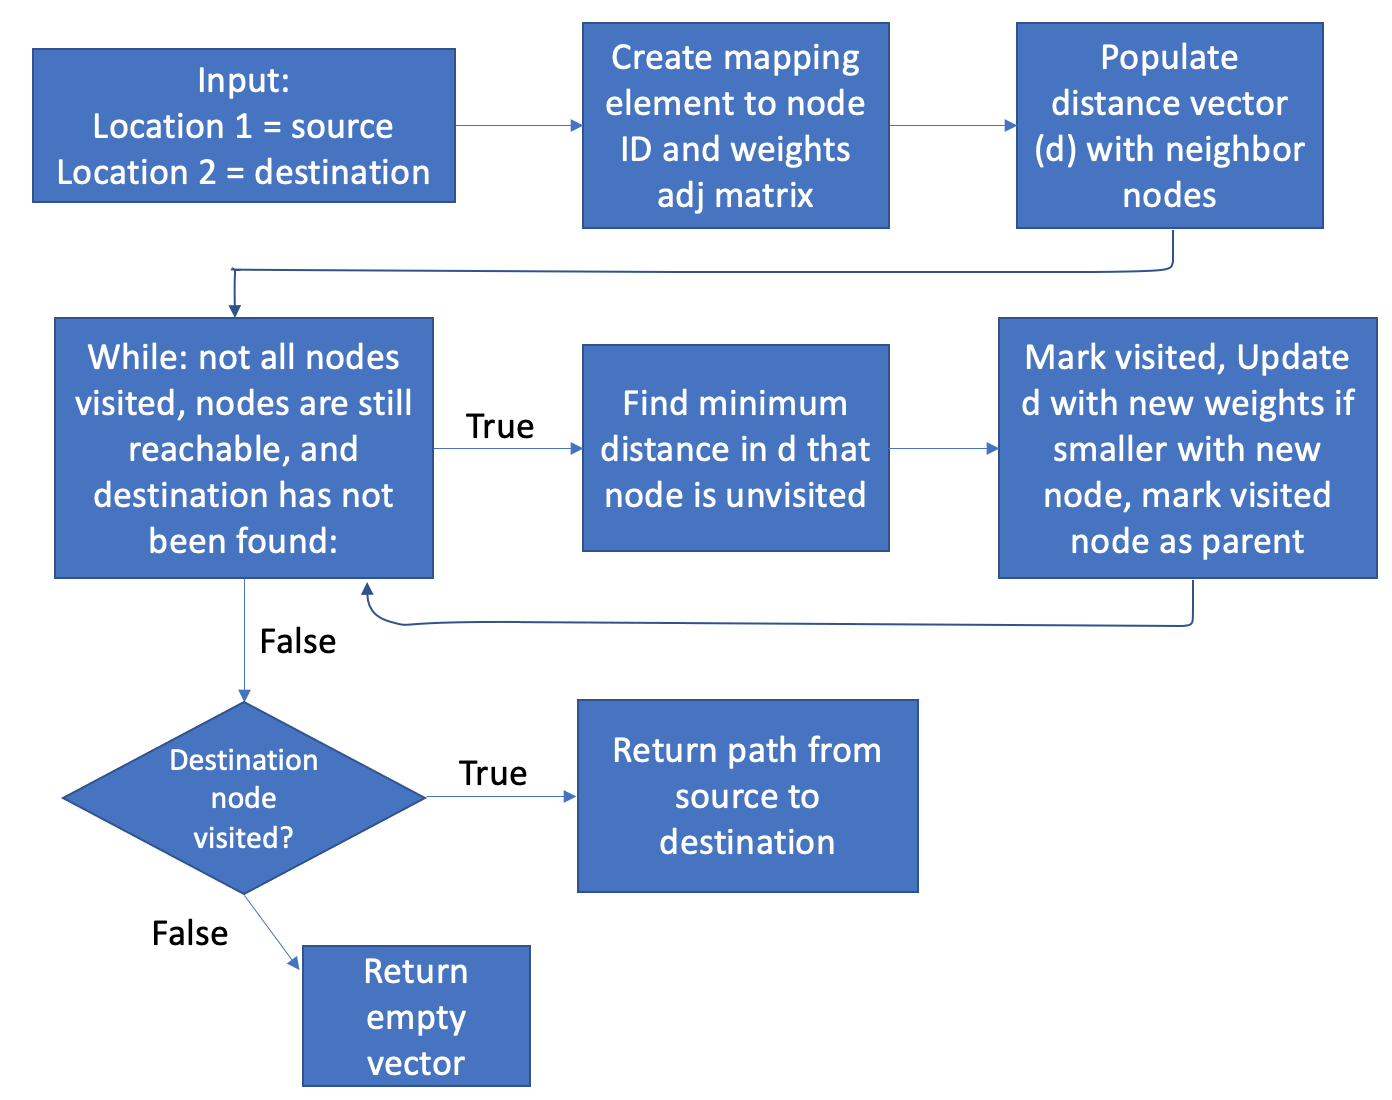 Input:
Location 1 = source
Location 2 = destination
Create mapping
element to node
ID and weights
adj matrix
Populate
distance vector
(d) with neighbor
nodes
While: not all nodes
visited, nodes are still
reachable, and
destination has not
been found:
True
Find minimum
distance in d that
node is unvisited
Mark visited, Update
d with new weights if
smaller with new
node, mark visited
node as parent
False
Destination
node
visited?
True
Return path from
source to
destination
False
Return
empty
vector